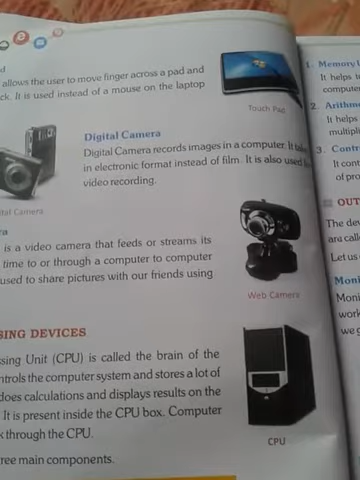 allows the user to move finger across a pad and
ck. It is used instead of a mouse on the laptop
Touch Pad
Digital Camera
Digital Camera records images in a computer. It
in electronic format instead of film. It is also used
video recording.
ital Camera
ra
is a video camera that feeds or streams its
time to or through a computer to computer
used to share pictures with our friends using
Web Camera
SING DEVICES
ssing Unit (CPU) is called the brain of the
ntrols the computer system and stores a lot of
does calculations and displays results on the
. It is present inside the CPU box. Computer
k through the CPU.
CPU
ree main components.
1. Memory U
It helps t
compute
2. Arithm
It helps
multipli
3. Contr
It cont
of pro
OUT
The dev
are calle
Let us
Moni
Moni
work
we g